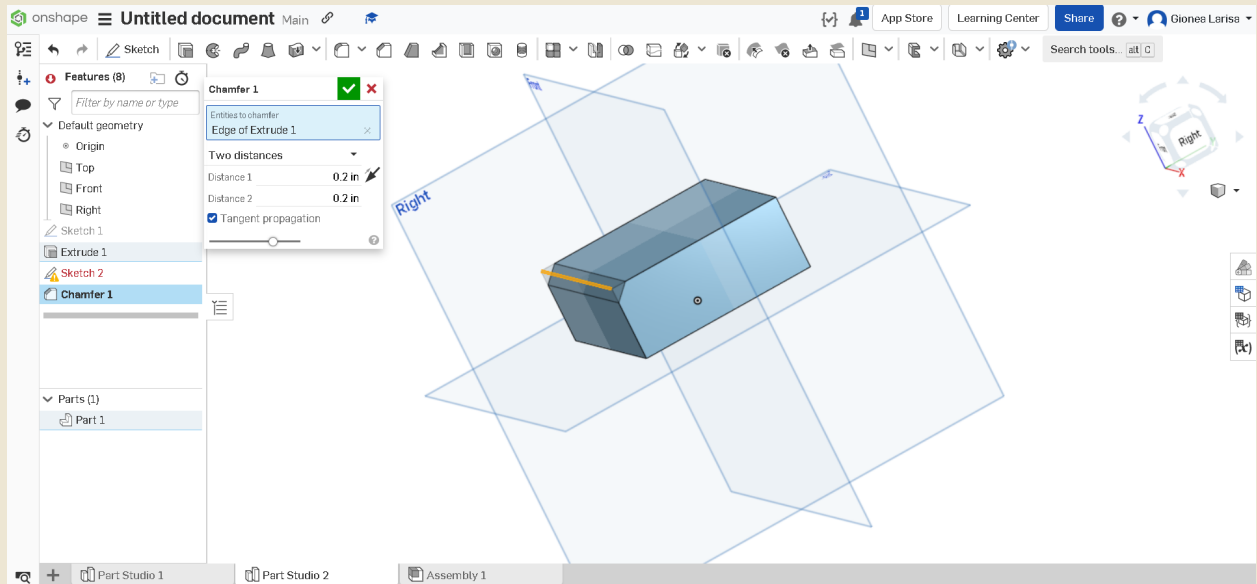 onshape Untitled document Main 1 App Store Learning Center Share Gionea Larisa
Sketch Search tools... alt C
Features (8)
Filter by name or type
Default geometry
Origin
Top
Front
Right
Sketch 1
Extrude 1
Sketch 2
Chamfer 1
Parts (1)
Part 1
Chamfer 1
Entities to chamfer
Edge of Extrude 1
Two distances
Distance 1 0.2 in
Distance 2 0.2 in
Tangent propagation
Right
Z
Right
X
Part Studio 1 Part Studio 2 Assembly 1